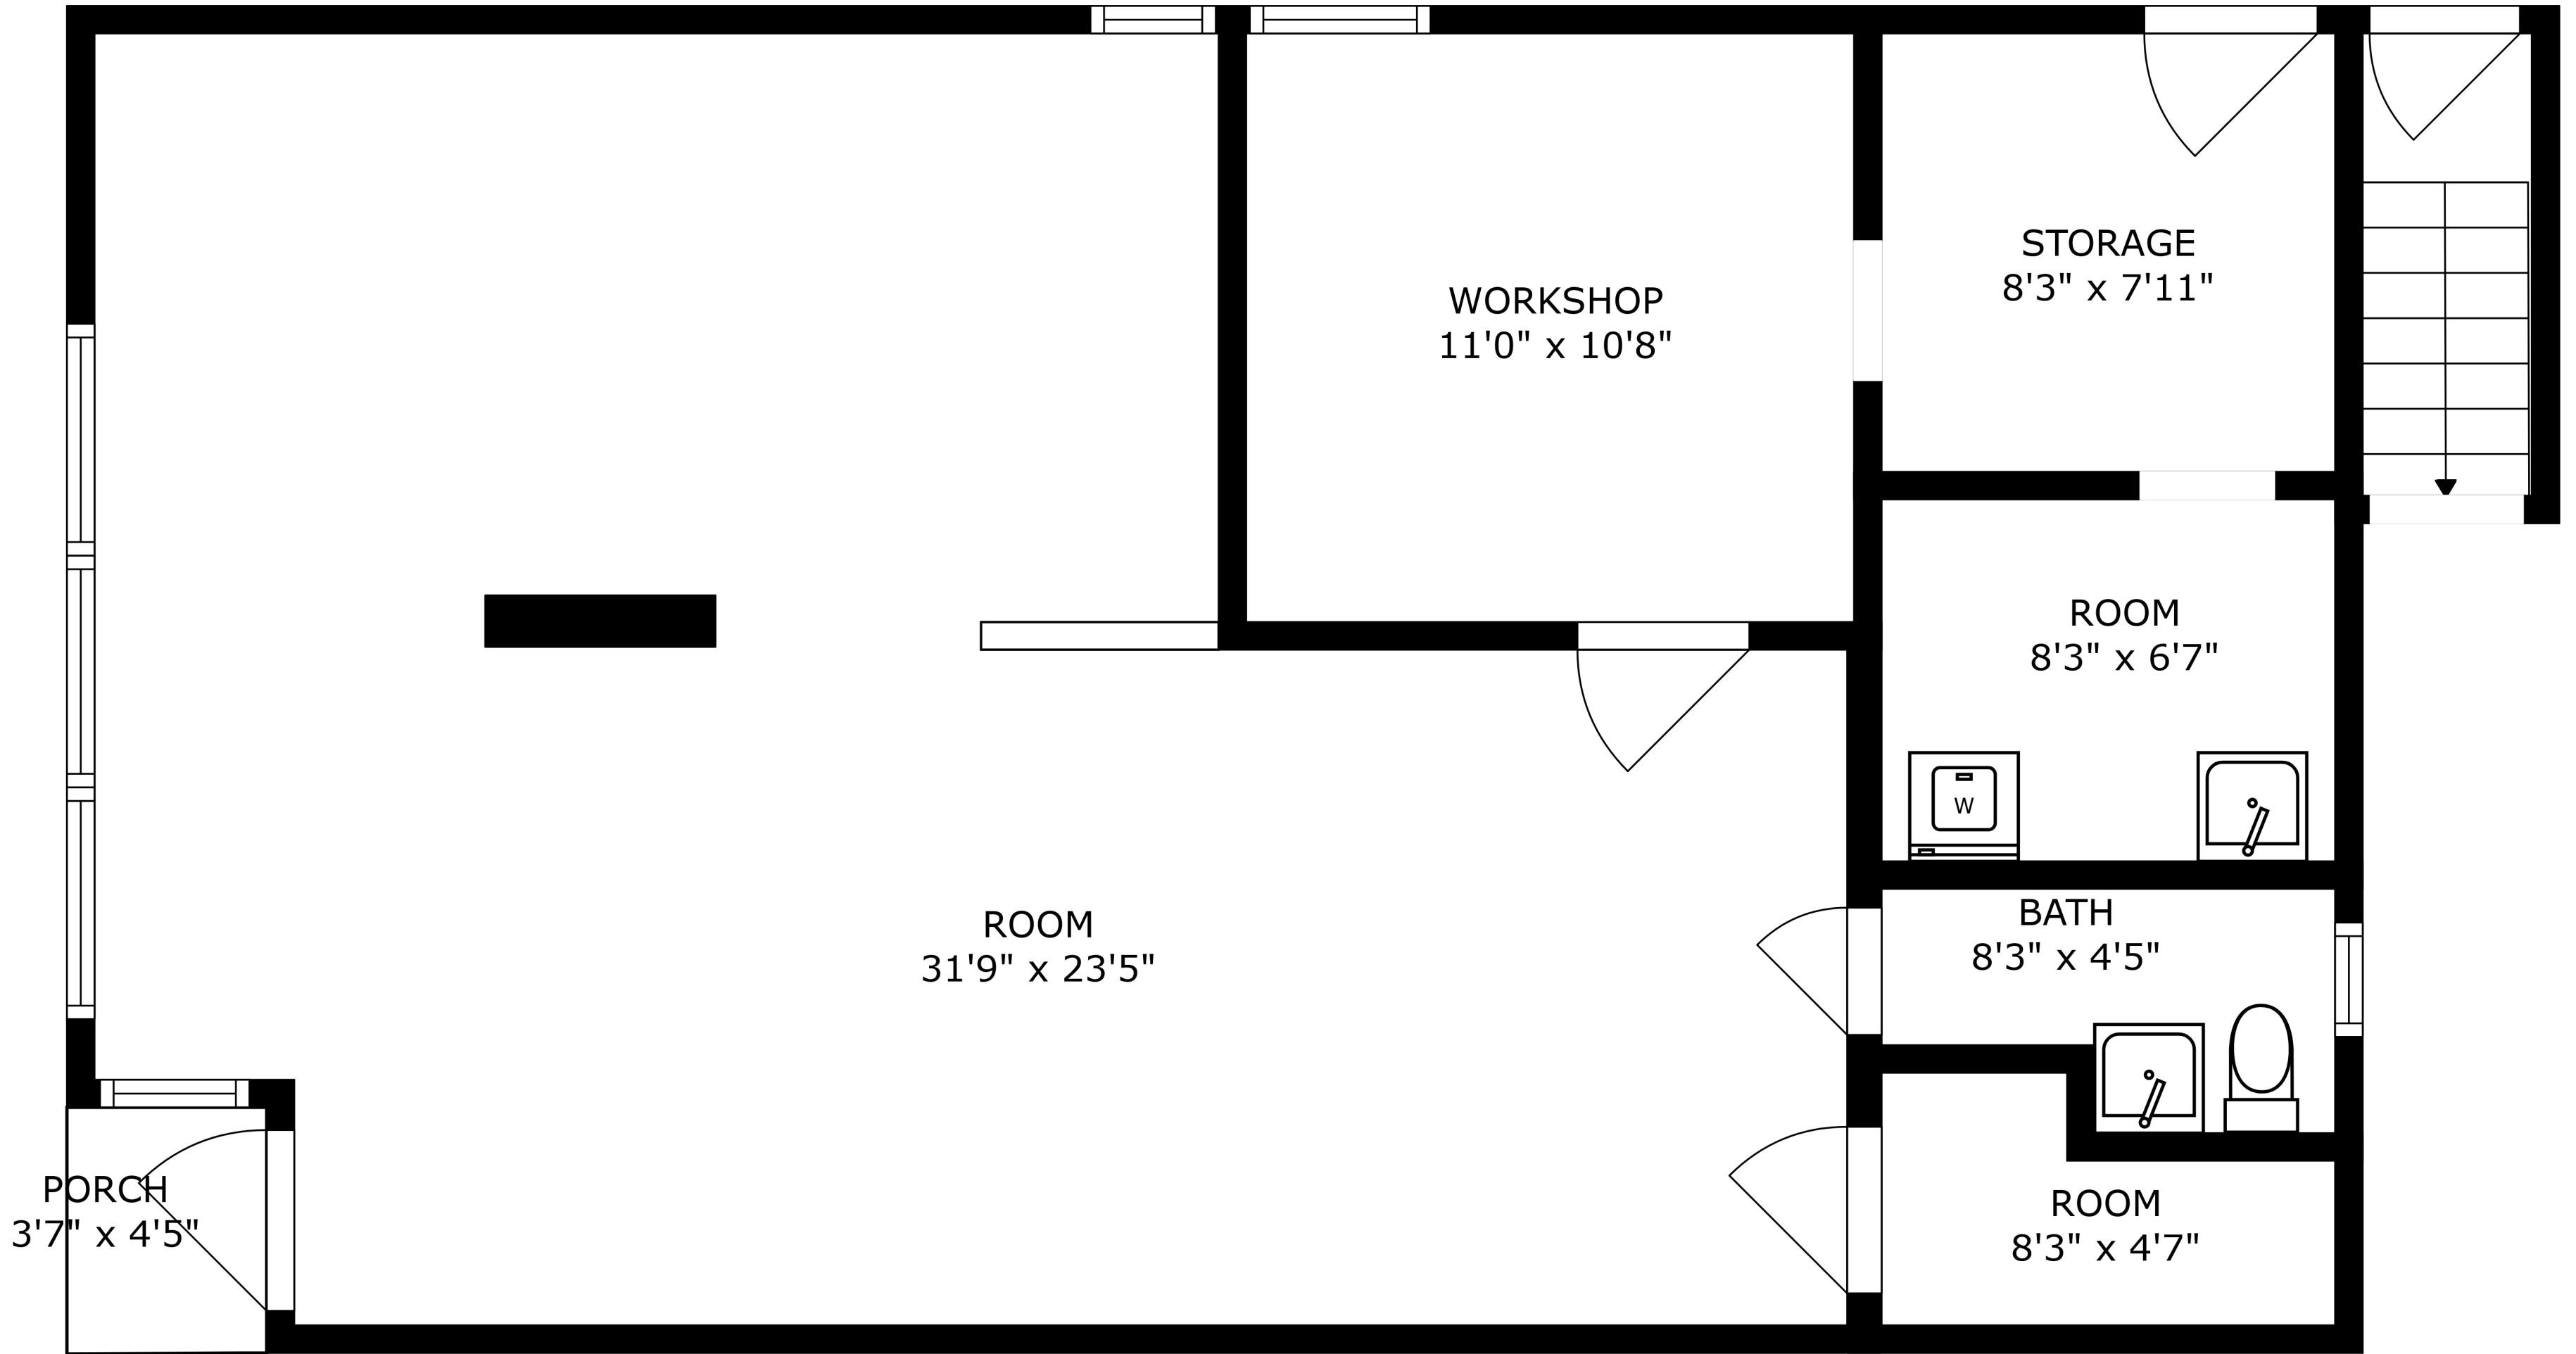 STORAGE
8'3" x 7'11"
WORKSHOP
11'0" x 10'8"
ROOM
8'3" x 6'7"
W
ROOM
31'9" x 23'5"
BATH
8'3" x 4'5"
PORCH
3'7" x 4'5"
ROOM
8'3" x 4'7"